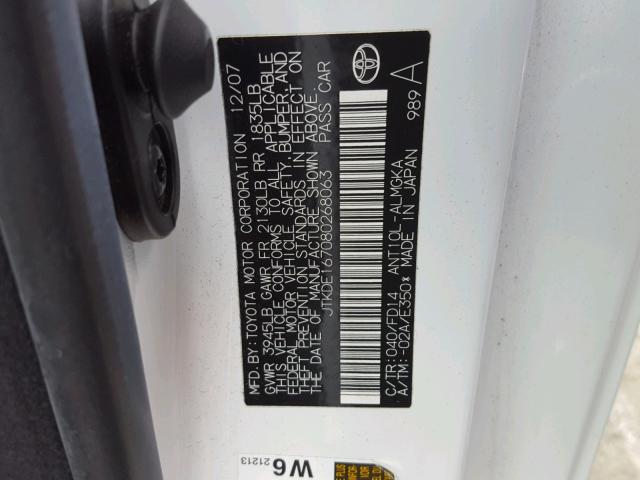 MFD.BY:TOYOTA MOTOR CORPORATION 12/07
GVWR 3945LB GAWR FR 2130LB RR 1835LB
THIS VEHICLE CONFORMS TO ALL APPLICABLE
FEDERAL MOTOR VEHICLE SAFETY, BUMPER, AND
THEFT PREVENTION STANDARDS IN EFFECT ON
THE DATE OF MANUFACTURE SHOWN ABOVE.
JTKDE167080268063 PASS CAR
C/TR:040/FD14 ANT10L-ALMGKA
A/TM:-02A/E350* MADE IN JAPAN 989 A
W6
21213